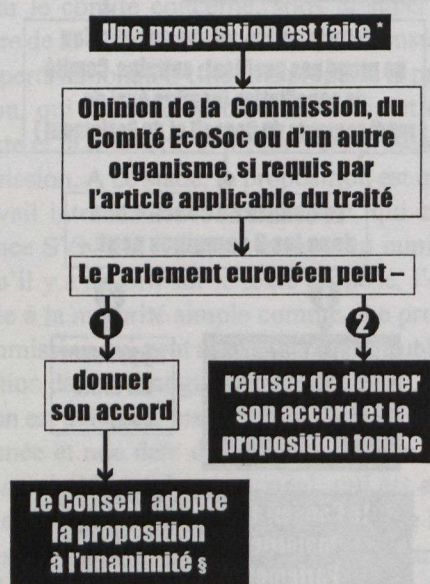 Une proposition est faite *
Opinion de la Commission, du
Comité EcoSoc ou d'un autre
organisme, si requis par
l'article applicable du traité
Le Parlement européen peut –
1
2
donner
son accord
refuser de donner
son accord et la
proposition tombe
Le Conseil adopte
la proposition
à l'unanimité §